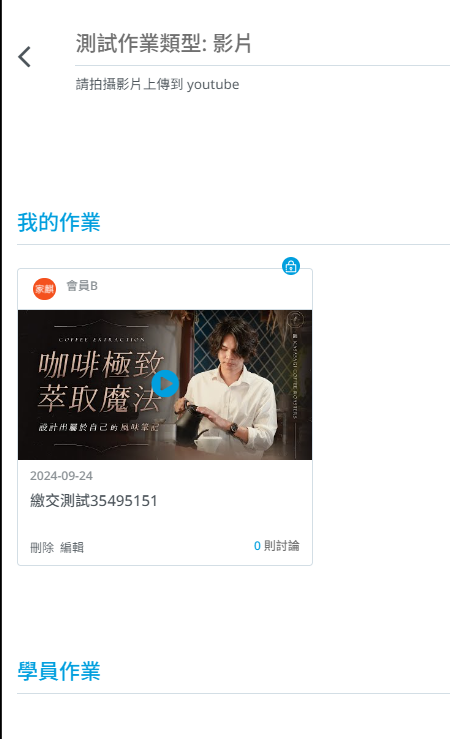 測試作業類型: 影片
請拍攝影片上傳到 youtube
我的作業
家麒
會員B
COFFEE EXTRACTION
咖啡極致
萃取魔法
設計出屬於自己的風味筆記
2024-09-24
繳交測試35495151
刪除 編輯
0 則討論
學員作業